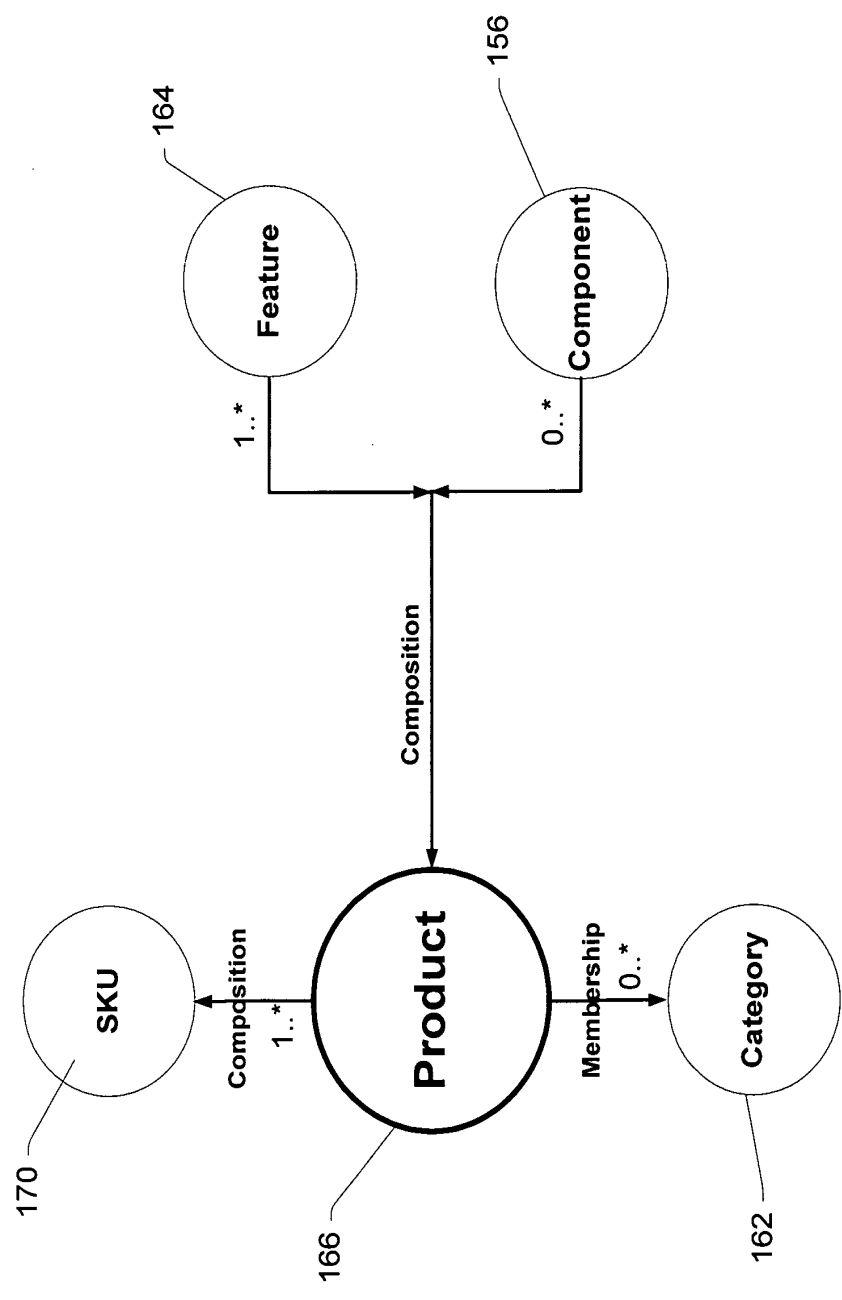 170
SKU
Composition
1..*
166
Product
Membership
0..*
Category
162
Composition
1..*
Feature
164
0..*
Component
156